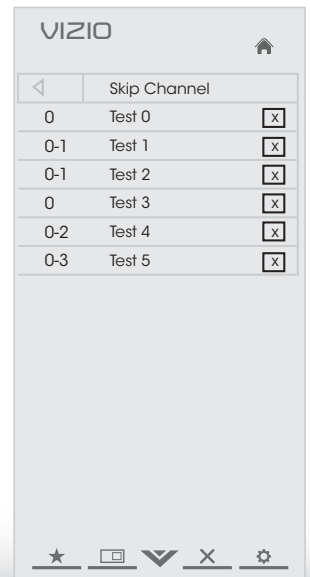 VIZIO
Skip Channel
0 Test 0 x
0-1 Test 1 x
0-1 Test 2 x
0 Test 3 x
0-2 Test 4 x
0-3 Test 5 x